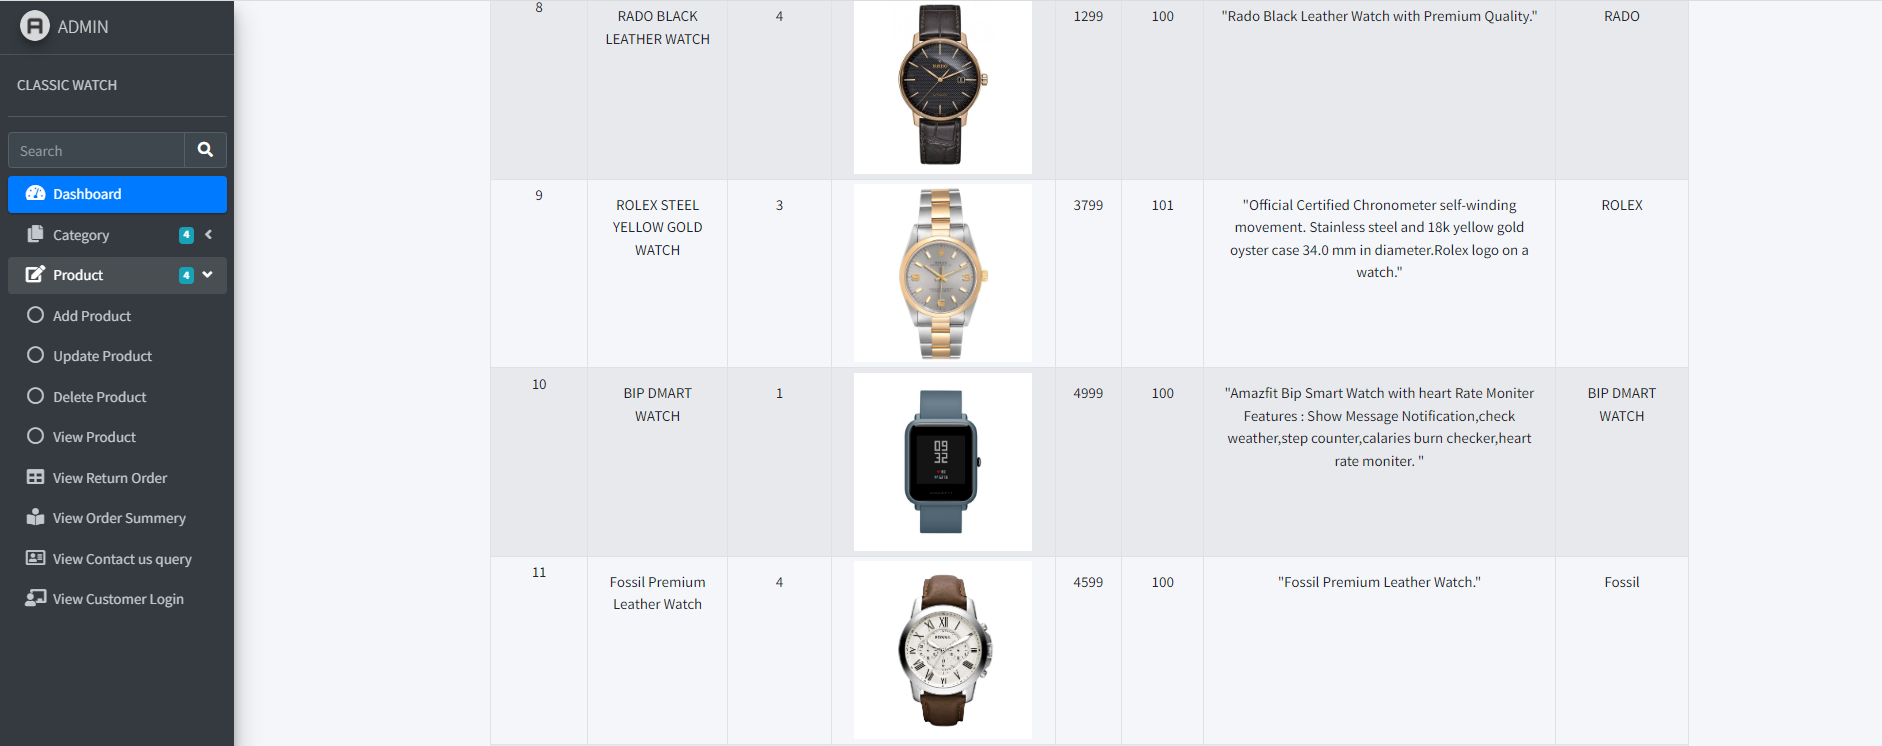 ADMIN
CLASSIC WATCH
Search
Dashboard
Category 4
Product 4
Add Product
Update Product
Delete Product
View Product
View Return Order
View Order Summery
View Contact us query
View Customer Login
8
RADO BLACK
LEATHER WATCH
4
RADO
1299
100
"Rado Black Leather Watch with Premium Quality."
RADO
9
ROLEX STEEL
YELLOW GOLD
WATCH
3
3799
101
"Official Certified Chronometer self-winding
movement. Stainless steel and 18k yellow gold
oyster case 34.0 mm in diameter.Rolex logo on a
watch."
ROLEX
10
BIP DMART
WATCH
1
09
32
4999
100
"Amazfit Bip Smart Watch with heart Rate Moniter
Features : Show Message Notification,check
weather,step counter,calaries burn checker,heart
rate moniter. "
BIP DMART
WATCH
11
Fossil Premium
Leather Watch
4
FOSSIL
4599
100
"Fossil Premium Leather Watch."
Fossil